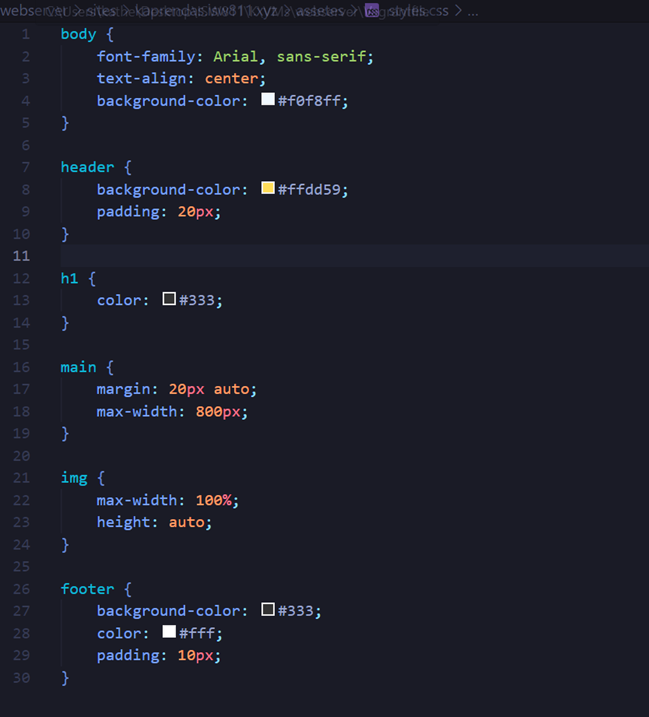 webserver > sites > > assets > styles.css > ...
1 body {
2 font-family: Arial, sans-serif;
3 text-align: center;
4 background-color: #f0f8ff;
5 }
6
7 header {
8 background-color: #ffdd59;
9 padding: 20px;
10 }
11
12 h1 {
13 color: #333;
14 }
15
16 main {
17 margin: 20px auto;
18 max-width: 800px;
19 }
20
21 img {
22 max-width: 100%;
23 height: auto;
24 }
25
26 footer {
27 background-color: #333;
28 color: #fff;
29 padding: 10px;
30 }